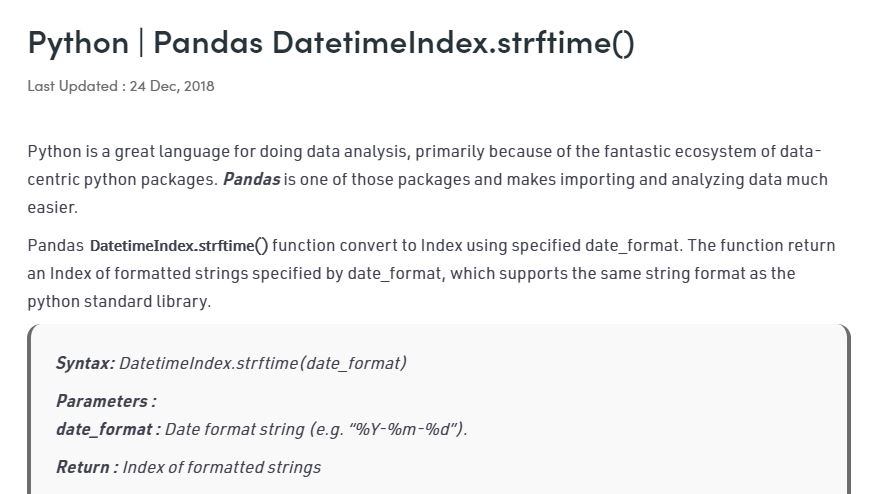 Python | Pandas DatetimeIndex.strftime()
Last Updated : 24 Dec, 2018
Python is a great language for doing data analysis, primarily because of the fantastic ecosystem of data-
centric python packages. Pandas is one of those packages and makes importing and analyzing data much
easier.
Pandas DatetimeIndex.strftime() function convert to Index using specified date_format. The function return
an Index of formatted strings specified by date_format, which supports the same string format as the
python standard library.
Syntax: DatetimeIndex.strftime(date_format)
Parameters :
date_format : Date format string (e.g. “%Y-%m-%d”).
Return : Index of formatted strings